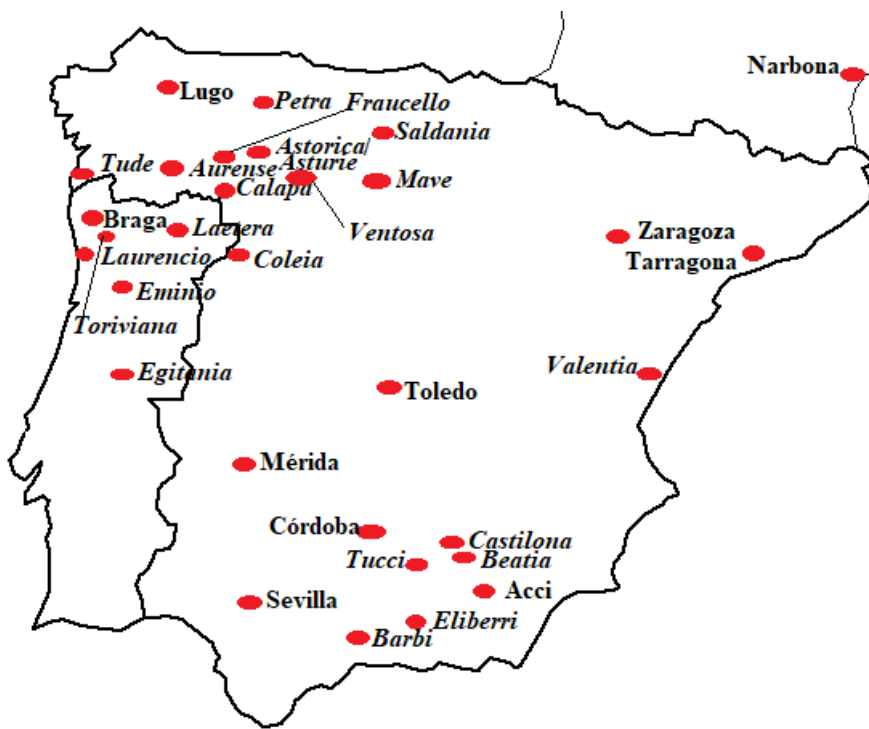 Narbona
Lugo
Petra
Fraucello
Saldania
Astorica/
Asturie
Tude
Aurense
Calapa
Mave
Braga
Laetera
Ventosa
Zaragoza
Tarragona
Laurencio
Coleia
Eminio
Toriviana
Egitania
Valentia
Toledo
Mérida
Córdoba
Castilona
Tucci
Beatia
Acci
Sevilla
Eliberri
Barbi